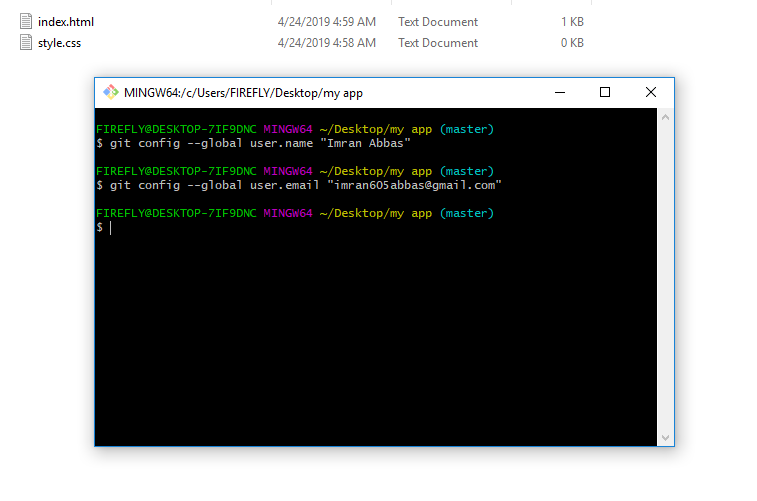 index.html 4/24/2019 4:59 AM Text Document 1 KB
style.css 4/24/2019 4:58 AM Text Document 0 KB
MINGW64:/c/Users/FIREFLY/Desktop/my app
FIREFLY@DESKTOP-7IF9DNC MINGW64 ~/Desktop/my app (master)
$ git config --global user.name "Imran Abbas"
FIREFLY@DESKTOP-7IF9DNC MINGW64 ~/Desktop/my app (master)
$ git config --global user.email "imran605abbas@gmail.com"
FIREFLY@DESKTOP-7IF9DNC MINGW64 ~/Desktop/my app (master)
$